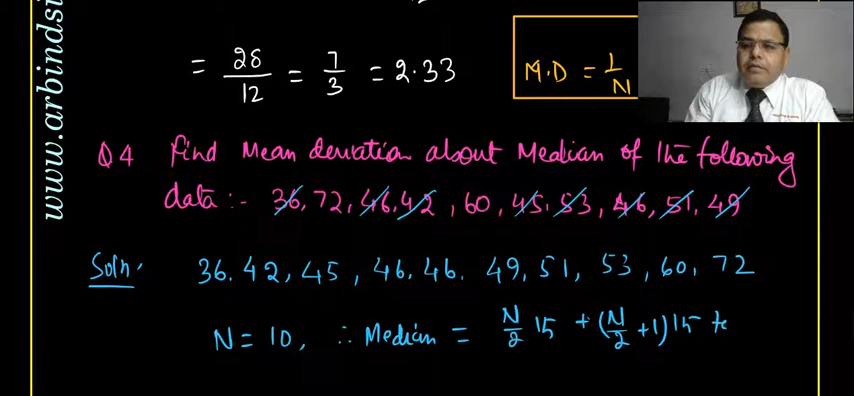 = 28/12 = 7/3 = 2.33
M.D = 1/N
Q4 Find Mean deviation about Median of the following
data :- 36, 72, 46, 42, 60, 45, 53, 46, 51, 49
Soln. 36, 42, 45, 46, 46, 49, 51, 53, 60, 72
N = 10, ∴ Median = N/2 th + (N/2 + 1) th te
www.arbindsi